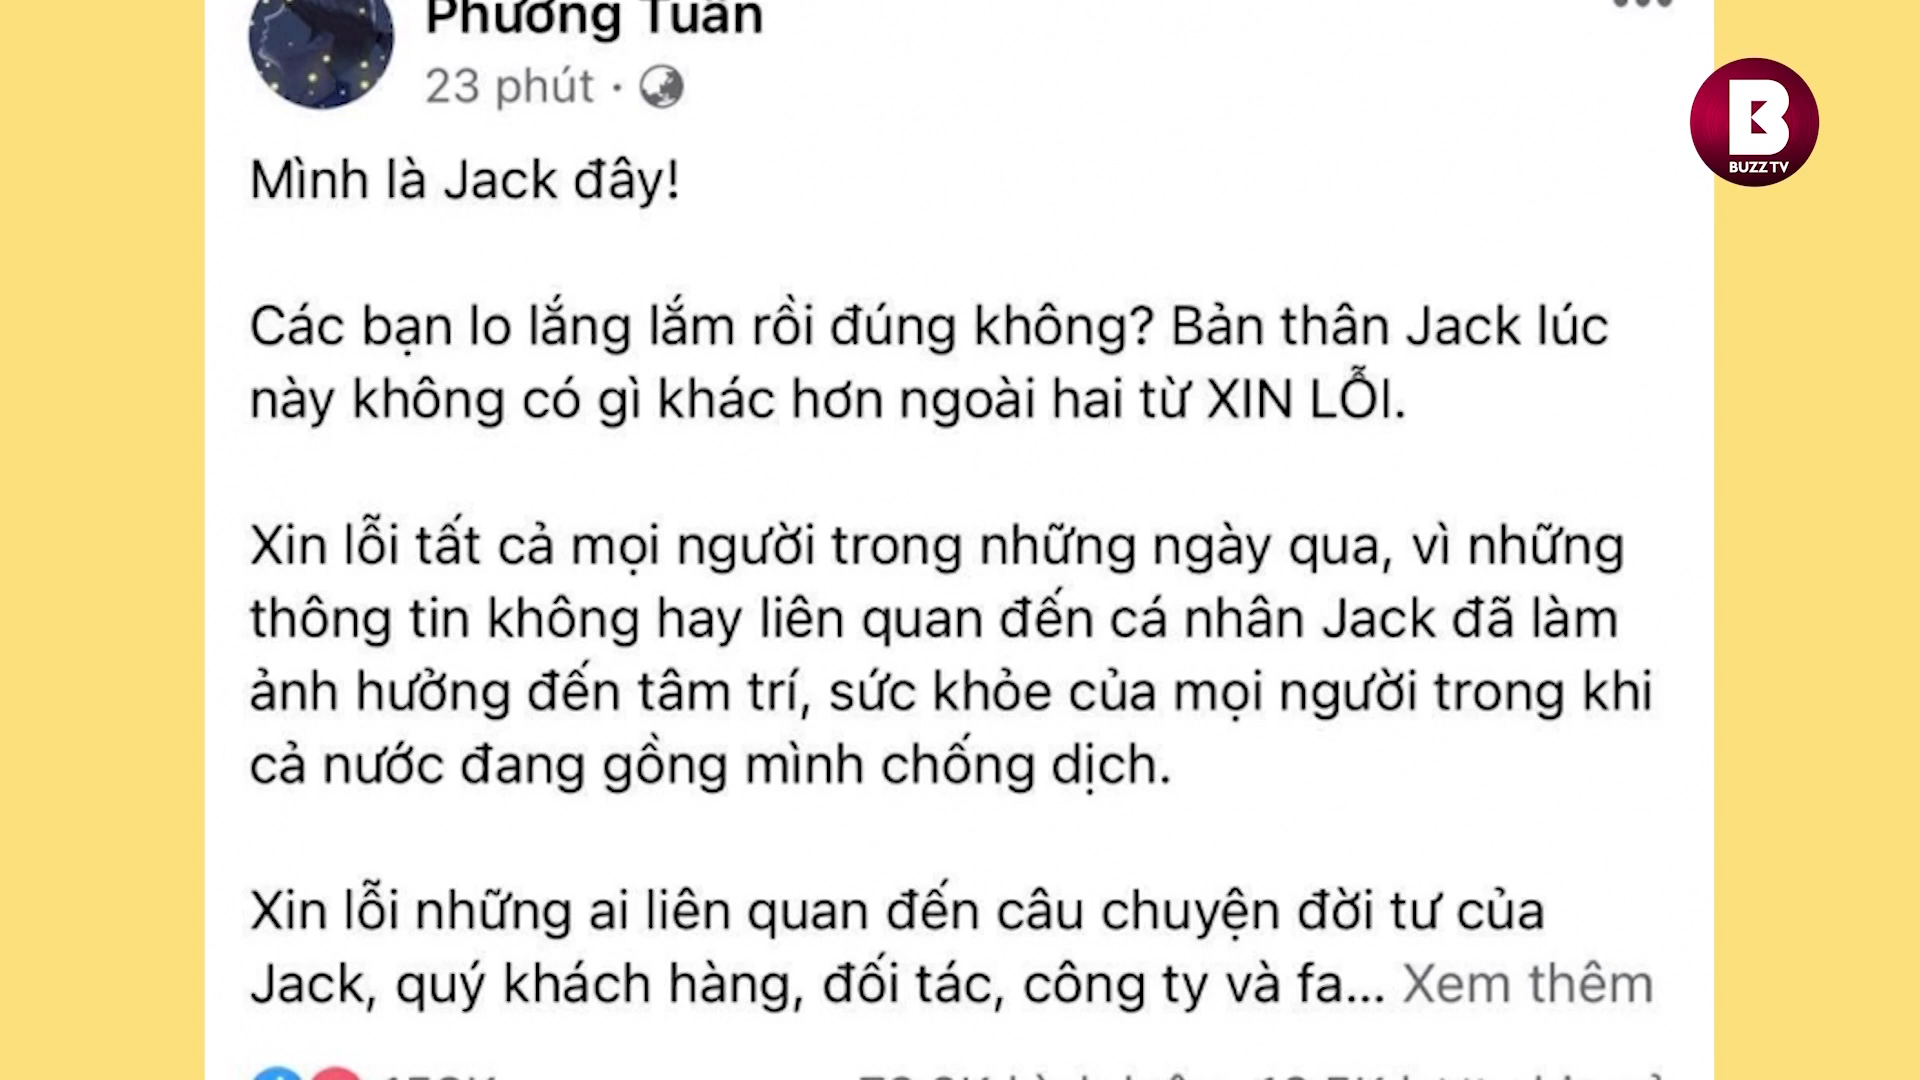 Phương Tuấn
23 phút ·
BUZZ TV
Mình là Jack đây!
Các bạn lo lắng lắm rồi đúng không? Bản thân Jack lúc
này không có gì khác hơn ngoài hai từ XIN LỖI.
Xin lỗi tất cả mọi người trong những ngày qua, vì những
thông tin không hay liên quan đến cá nhân Jack đã làm
ảnh hưởng đến tâm trí, sức khỏe của mọi người trong khi
cả nước đang gồng mình chống dịch.
Xin lỗi những ai liên quan đến câu chuyện đời tư của
Jack, quý khách hàng, đối tác, công ty và fa... Xem thêm